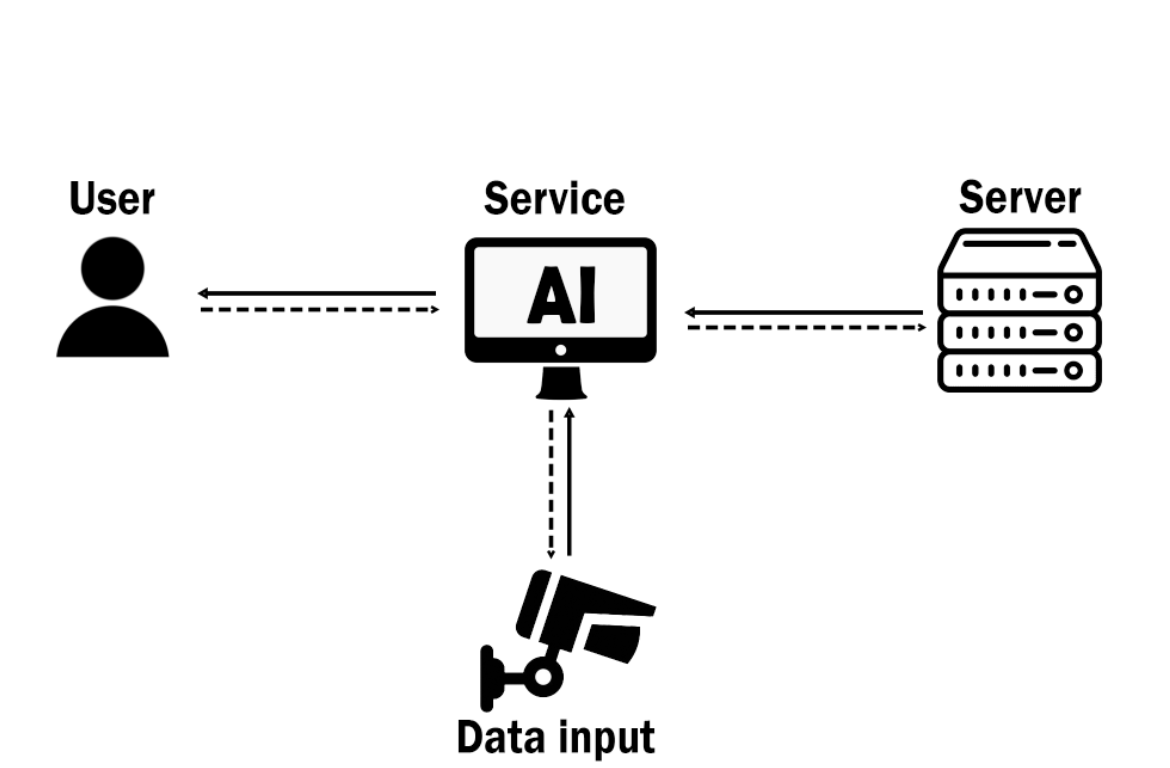 User
Service
Server
AI
Data input